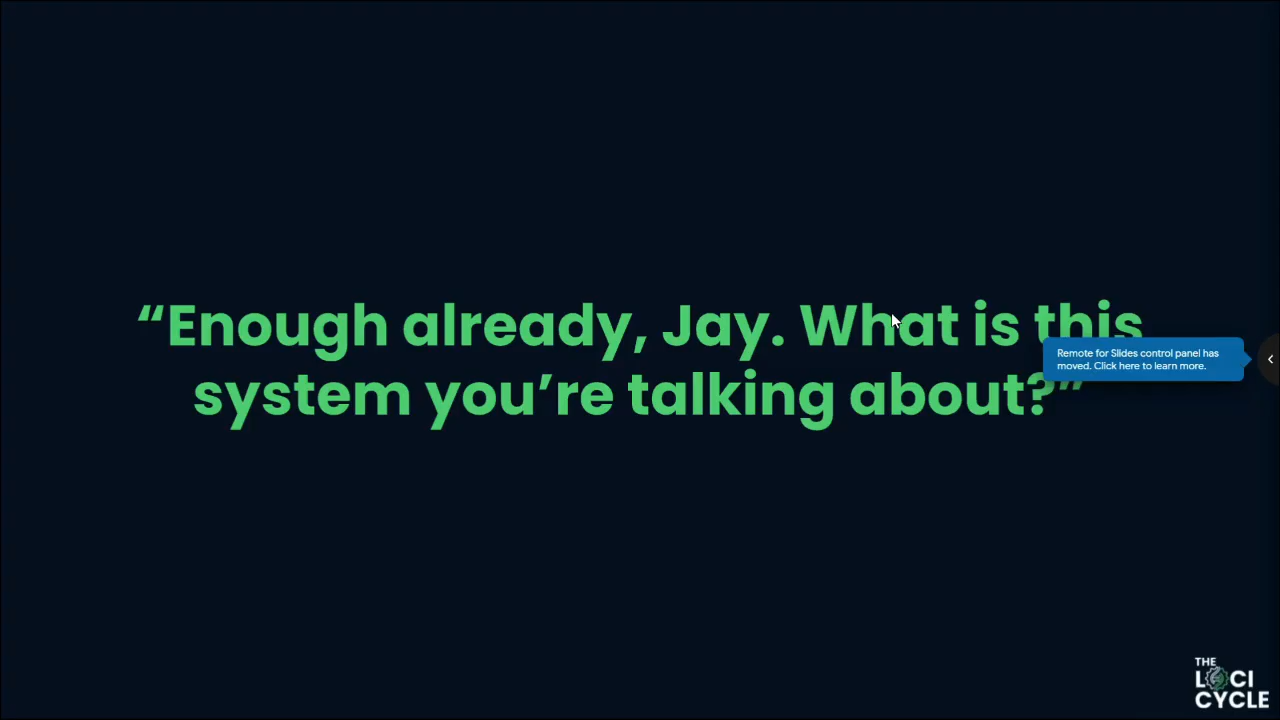 “Enough already, Jay. What is this
system you’re talking about?”
Remote for Slides control panel has
moved. Click here to learn more.
THE
LOCI
CYCLE